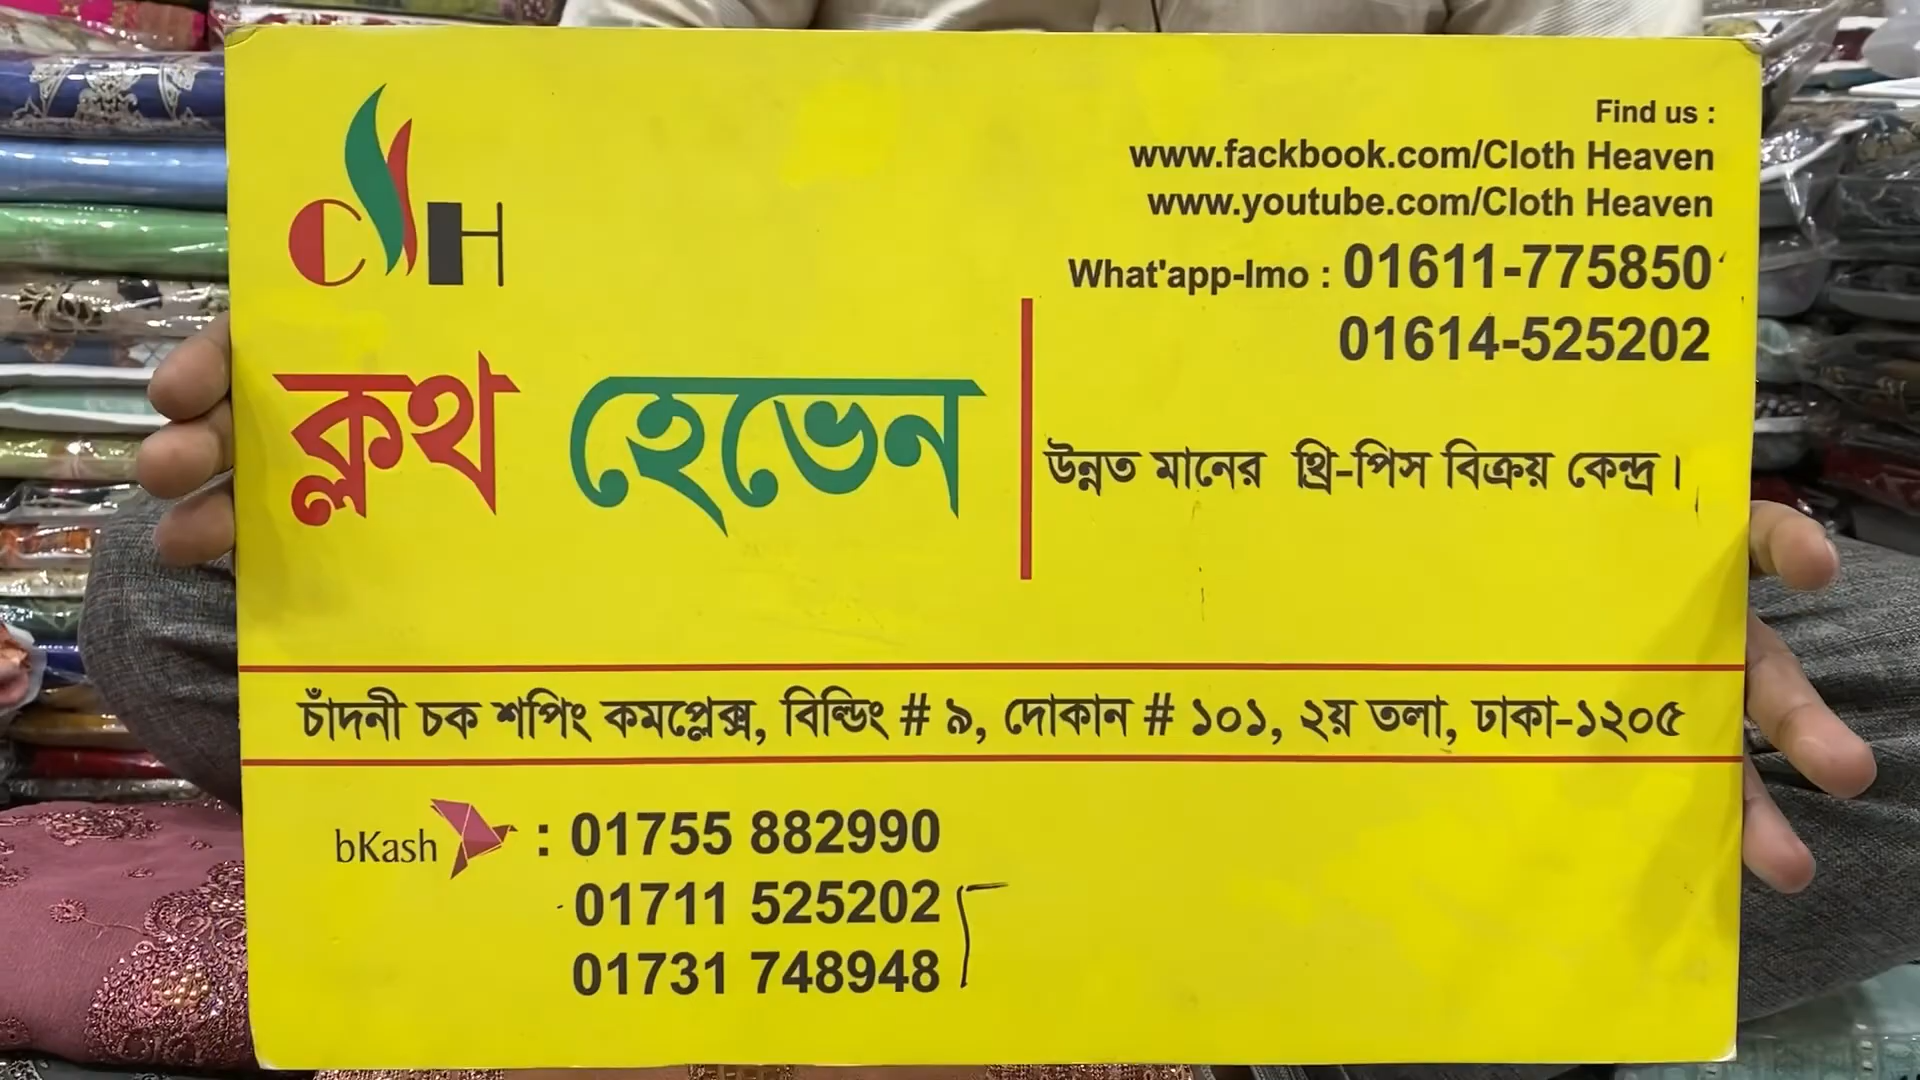 Find us :
www.fackbook.com/Cloth Heaven
www.youtube.com/Cloth Heaven
What'app-Imo : 01611-775850
01614-525202
CH
ক্লথ হেভেন
উন্নত মানের থ্রি-পিস বিক্রয় কেন্দ্র।
চাঁদনী চক শপিং কমপ্লেক্স, বিল্ডিং # ৯, দোকান # ১০১, ২য় তলা, ঢাকা-১২০৫
bKash : 01755 882990
01711 525202
01731 748948